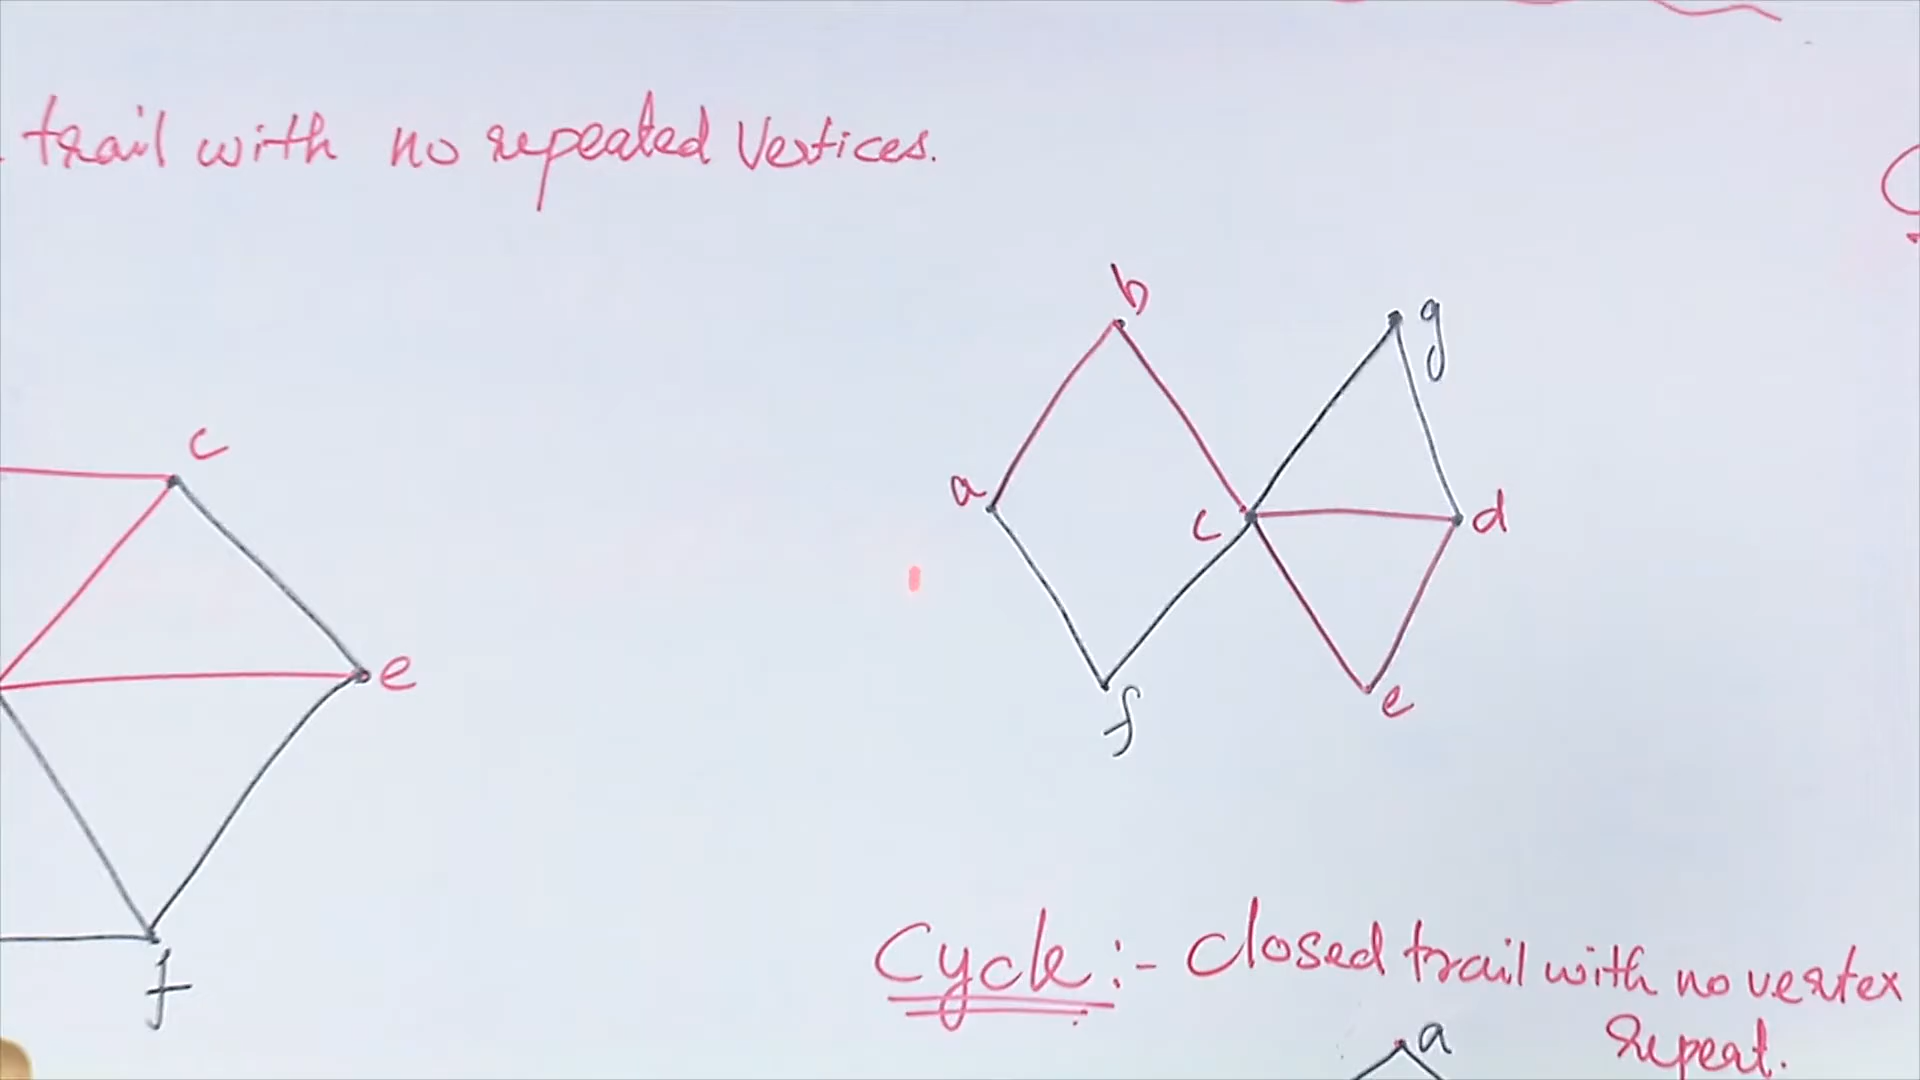 trail with no repeated Vertices.
b
g
c
a
c
d
e
e
f
Cycle :- Closed trail with no vertex
repeat.
f
a